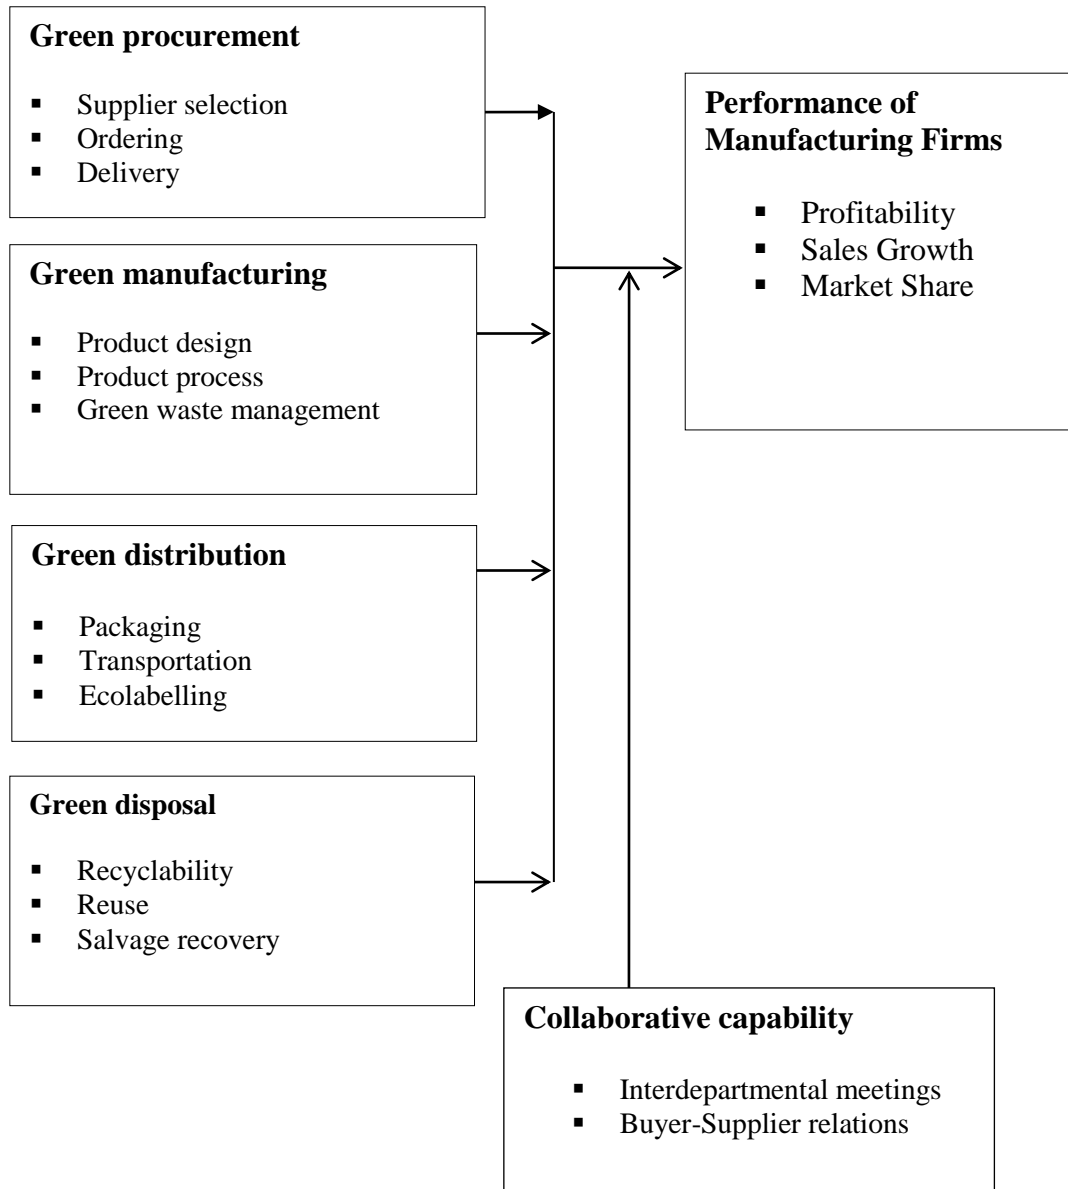 Green procurement
▪ Supplier selection
▪ Ordering
▪ Delivery
Green manufacturing
▪ Product design
▪ Product process
▪ Green waste management
Green distribution
▪ Packaging
▪ Transportation
▪ Ecolabelling
Green disposal
▪ Recyclability
▪ Reuse
▪ Salvage recovery
Performance of
Manufacturing Firms
▪ Profitability
▪ Sales Growth
▪ Market Share
Collaborative capability
▪ Interdepartmental meetings
▪ Buyer-Supplier relations